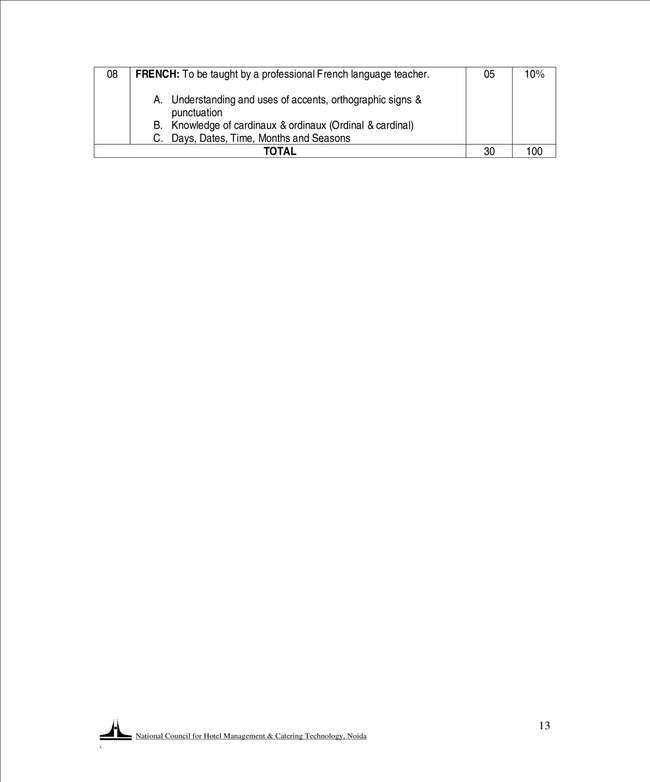 08 FRENCH: To be taught by a professional French language teacher. 05 10%
A. Understanding and uses of accents, orthographic signs &
punctuation
B. Knowledge of cardinaux & ordinaux (Ordinal & cardinal)
C. Days, Dates, Time, Months and Seasons
TOTAL 30 100
13
National Council for Hotel Management & Catering Technology, Noida